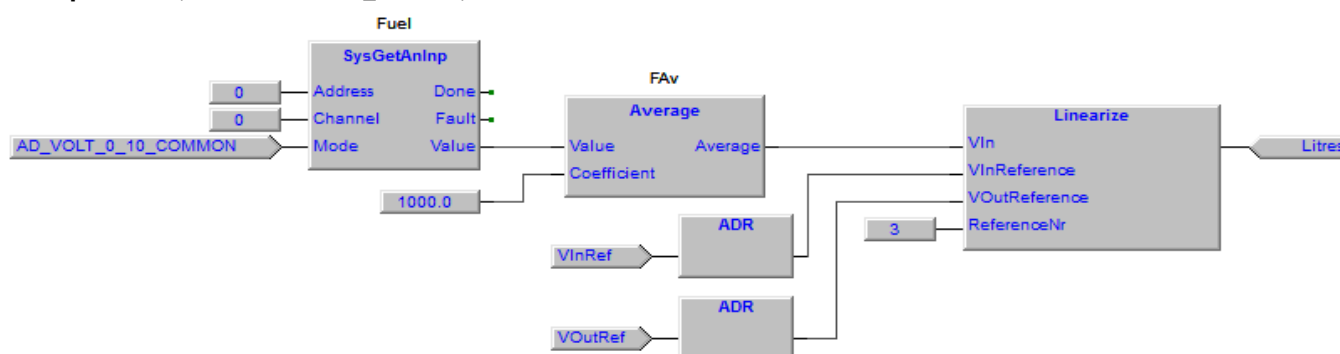 Fuel
SysGetAnInp
0 Address Done
0 Channel Fault
AD_VOLT_0_10_COMMON Mode Value
FAv
Average
Value Average
1000.0 Coefficient
Linearize
VIn Litres
VInReference
VOutReference
3 ReferenceNr
ADR
VInRef
ADR
VOutRef